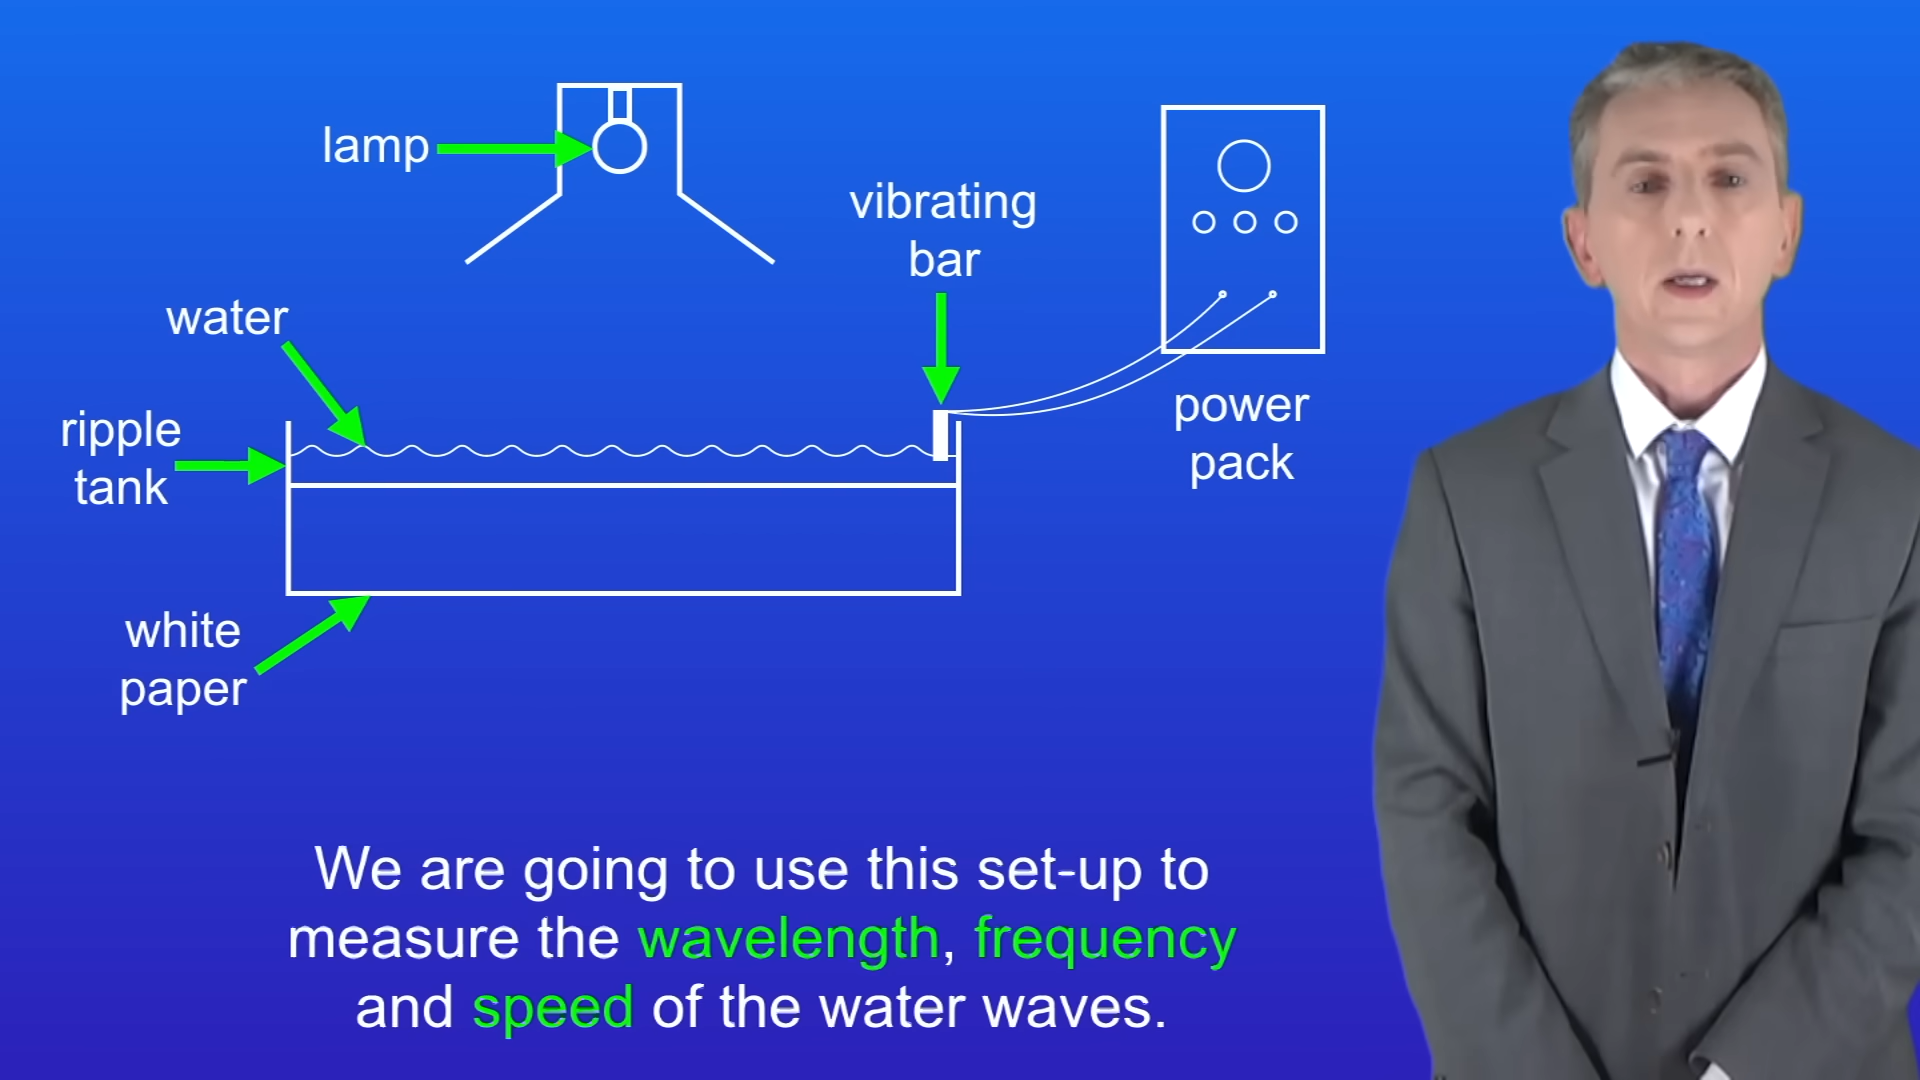 lamp
vibrating
bar
water
ripple
tank
power
pack
white
paper
We are going to use this set-up to
measure the wavelength, frequency
and speed of the water waves.